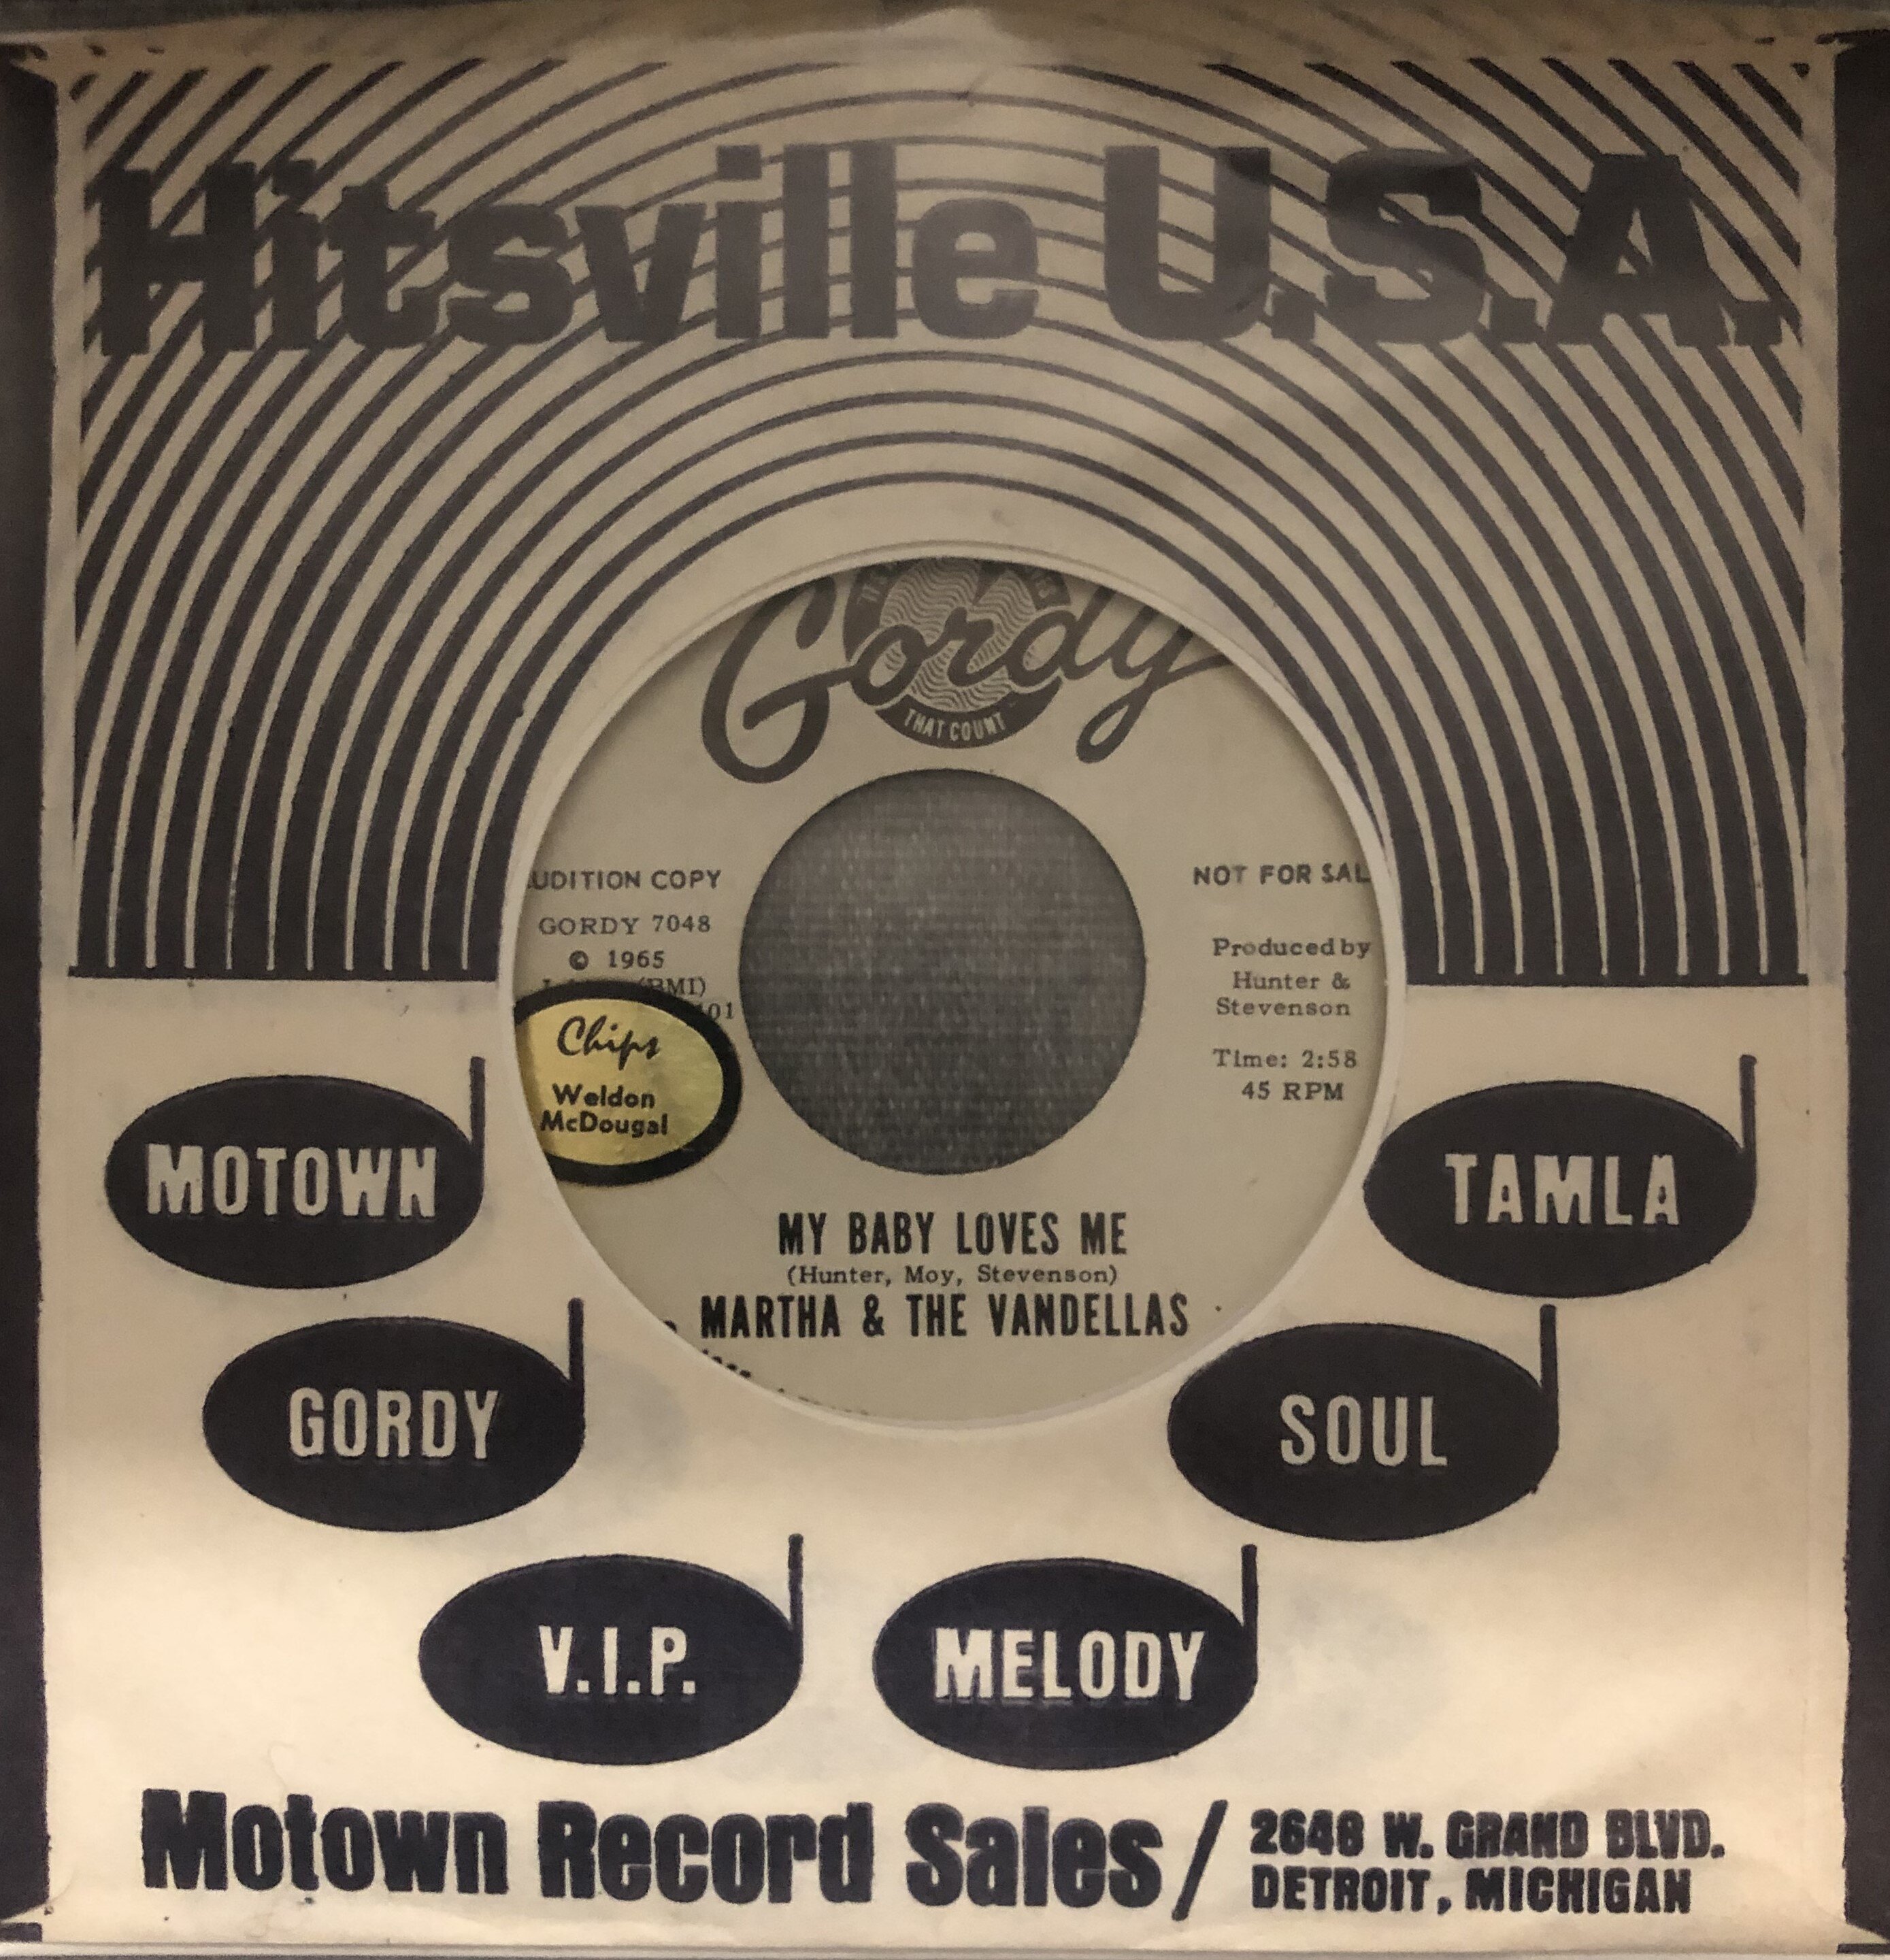 Hitsville U.S.A.
Gordy
THAT COUNT
UDITION COPY
GORDY 7048
© 1965
(BMI)
101
Chips
Weldon
McDougal
NOT FOR SAL
Produced by
Hunter &
Stevenson
Time: 2:58
45 RPM
MY BABY LOVES ME
(Hunter, Moy, Stevenson)
MARTHA & THE VANDELLAS
MOTOWN
TAMLA
GORDY
SOUL
V.I.P.
MELODY
Motown Record Sales/
2648 W. GRAND BLVD.
DETROIT, MICHIGAN